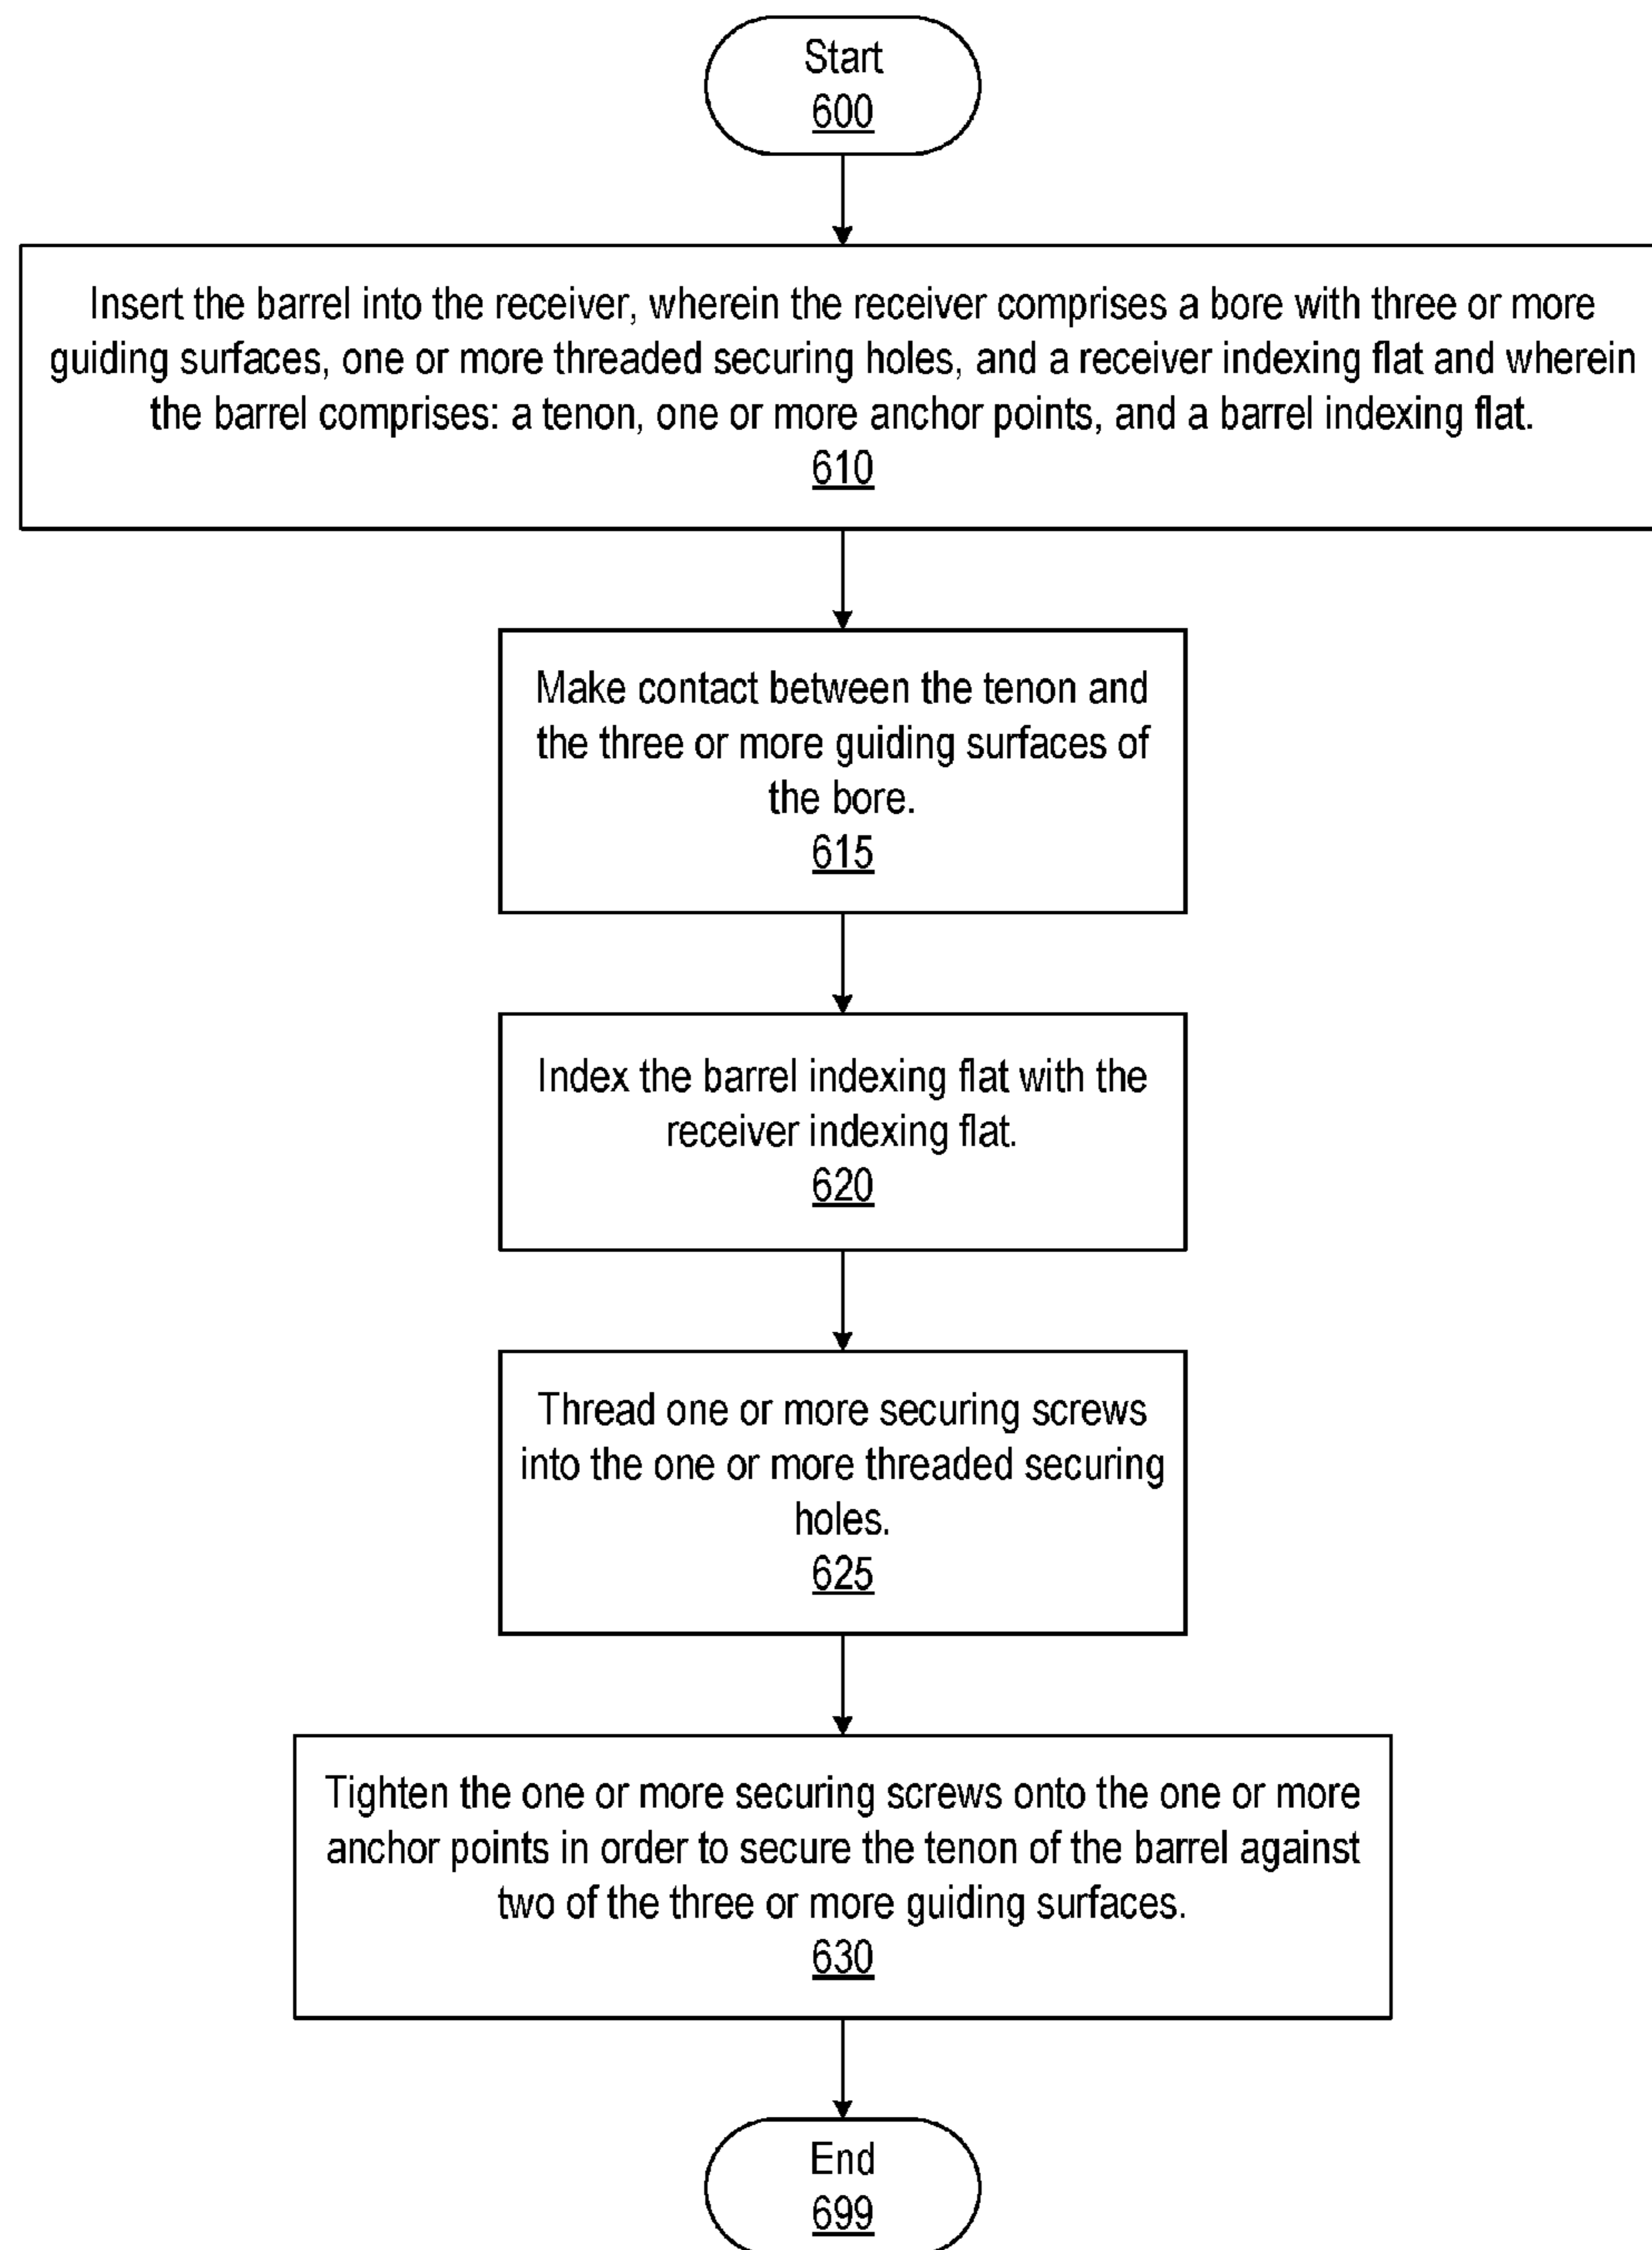 Start
600
Insert the barrel into the receiver, wherein the receiver comprises a bore with three or more
guiding surfaces, one or more threaded securing holes, and a receiver indexing flat and wherein
the barrel comprises: a tenon, one or more anchor points, and a barrel indexing flat.
610
Make contact between the tenon and
the three or more guiding surfaces of
the bore.
615
Index the barrel indexing flat with the
receiver indexing flat.
620
Thread one or more securing screws
into the one or more threaded securing
holes.
625
Tighten the one or more securing screws onto the one or more
anchor points in order to secure the tenon of the barrel against
two of the three or more guiding surfaces.
630
End
699